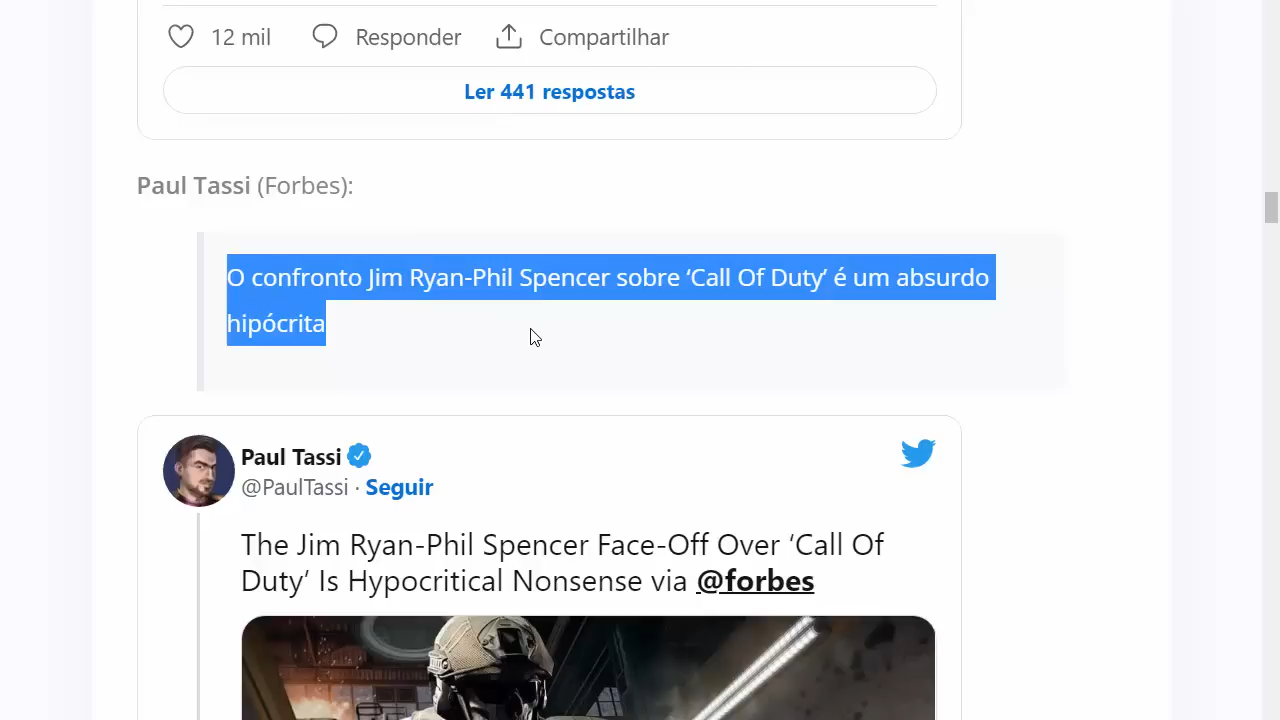 12 mil Responder Compartilhar
Ler 441 respostas
Paul Tassi (Forbes):
O confronto Jim Ryan-Phil Spencer sobre ‘Call Of Duty’ é um absurdo
hipócrita
Paul Tassi
@PaulTassi · Seguir
The Jim Ryan-Phil Spencer Face-Off Over ‘Call Of
Duty’ Is Hypocritical Nonsense via @forbes